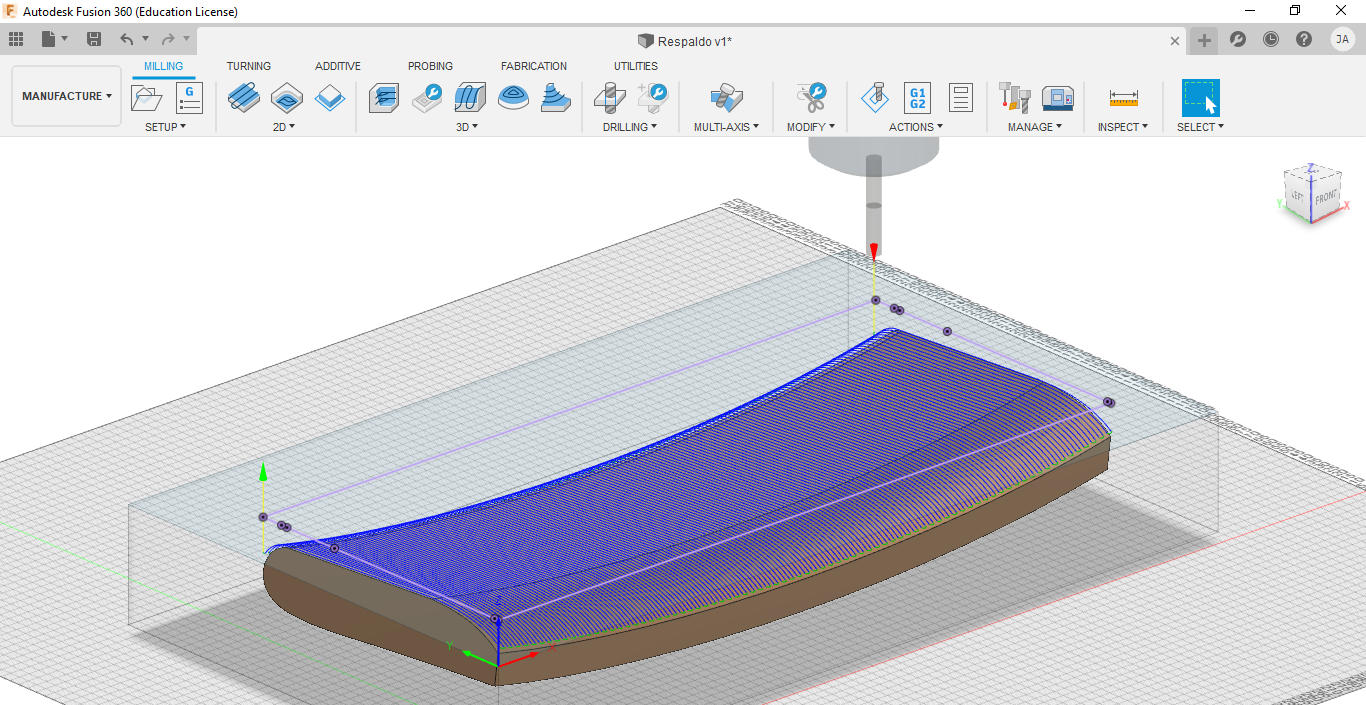 Autodesk Fusion 360 (Education License)
Respaldo v1*
JA
MILLING TURNING ADDITIVE PROBING FABRICATION UTILITIES
MANUFACTURE
G
G1
G2
SETUP 2D 3D DRILLING MULTI-AXIS MODIFY ACTIONS MANAGE INSPECT SELECT
Z
LEFT FRONT
Y X
Z
Y X